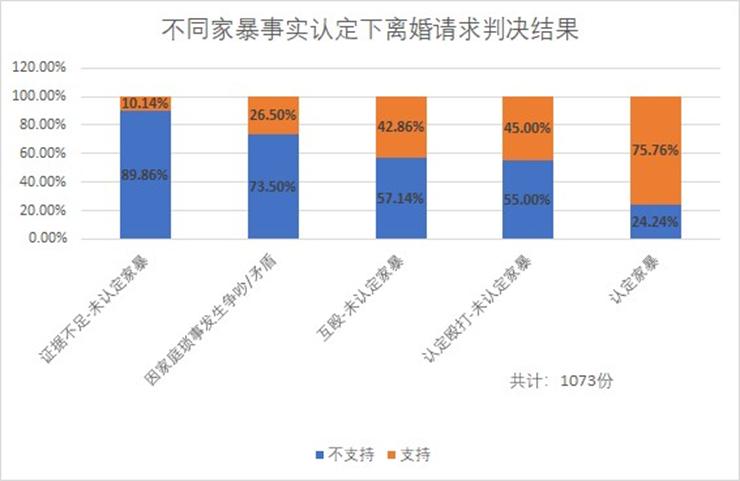 不同家暴事实认定下离婚请求判决结果
120.00%
100.00%
80.00%
60.00%
40.00%
20.00%
0.00%
10.14%
89.86%
26.50%
73.50%
42.86%
57.14%
45.00%
55.00%
75.76%
24.24%
证据不足-未认定家暴
因家庭琐事发生争吵/矛盾
互殴-未认定家暴
认定殴打-未认定家暴
认定家暴
共计：1073份
不支持 支持